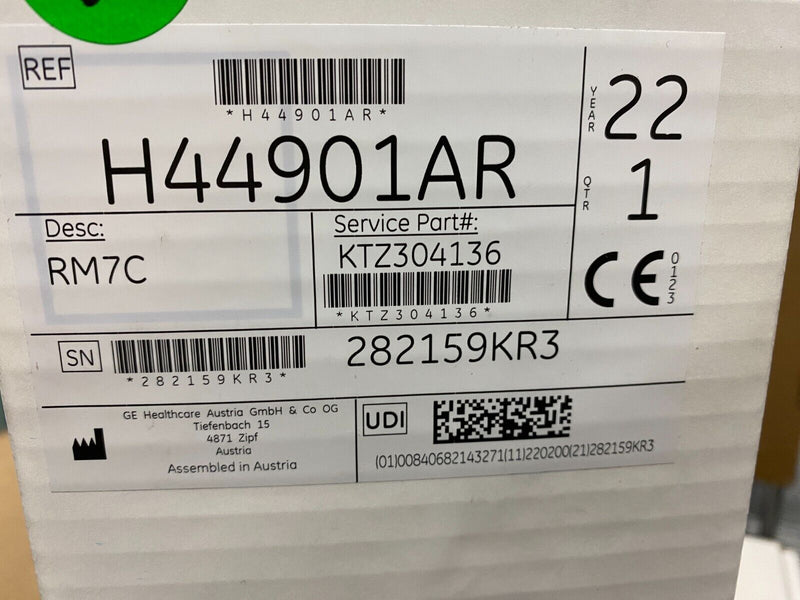 REF
*H44901AR*
H44901AR
YEAR
22
QTR
1
Desc:
RM7C
Service Part#:
KTZ304136
*KTZ304136*
CE
0123
SN
*282159KR3*
282159KR3
GE Healthcare Austria GmbH & Co OG
Tiefenbach 15
4871 Zipf
Austria
Assembled in Austria
UDI
(01)00840682143271(11)220200(21)282159KR3